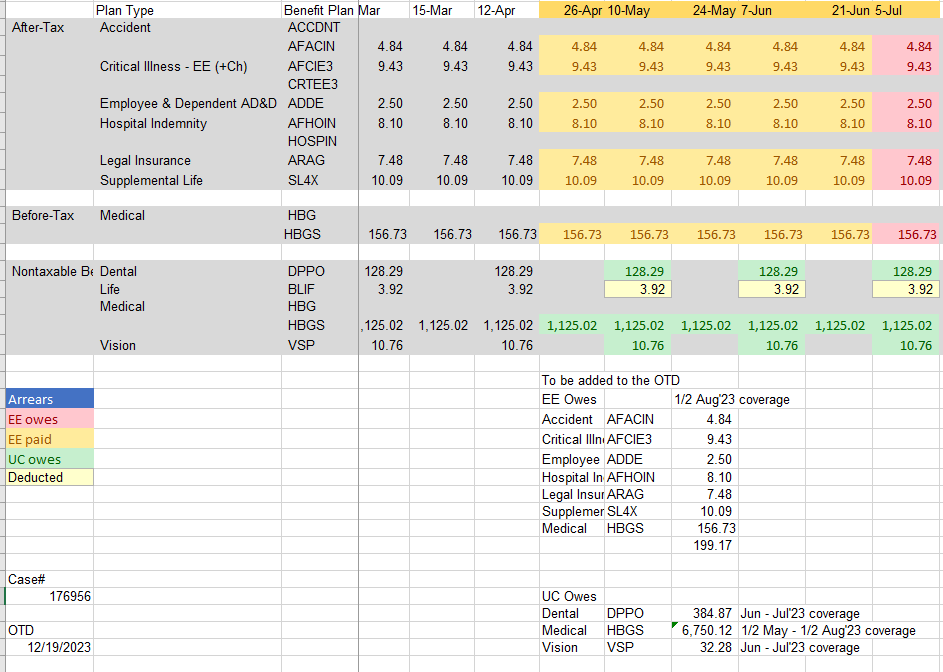 Plan Type Benefit Plan Mar 15-Mar 12-Apr 26-Apr 10-May 24-May 7-Jun 21-Jun 5-Jul
After-Tax Accident ACCDNT
AFACIN 4.84 4.84 4.84 4.84 4.84 4.84 4.84 4.84 4.84
Critical Illness - EE (+Ch) AFCIE3 9.43 9.43 9.43 9.43 9.43 9.43 9.43 9.43 9.43
CRTEE3
Employee & Dependent AD&D ADDE 2.50 2.50 2.50 2.50 2.50 2.50 2.50 2.50 2.50
Hospital Indemnity AFHOIN 8.10 8.10 8.10 8.10 8.10 8.10 8.10 8.10 8.10
HOSPIN
Legal Insurance ARAG 7.48 7.48 7.48 7.48 7.48 7.48 7.48 7.48 7.48
Supplemental Life SL4X 10.09 10.09 10.09 10.09 10.09 10.09 10.09 10.09 10.09
Before-Tax Medical HBG
HBGS 156.73 156.73 156.73 156.73 156.73 156.73 156.73 156.73 156.73
Nontaxable Be Dental DPPO 128.29 128.29 128.29 128.29 128.29
Life BLIF 3.92 3.92 3.92 3.92 3.92
Medical HBG
HBGS ,125.02 1,125.02 1,125.02 1,125.02 1,125.02 1,125.02 1,125.02 1,125.02 1,125.02
Vision VSP 10.76 10.76 10.76 10.76 10.76
To be added to the OTD
Arrears EE Owes 1/2 Aug'23 coverage
EE owes Accident AFACIN 4.84
EE paid Critical Illn AFCIE3 9.43
UC owes Employee ADDE 2.50
Deducted Hospital In AFHOIN 8.10
Legal Insur ARAG 7.48
Supplemer SL4X 10.09
Medical HBGS 156.73
199.17
Case#
176956 UC Owes
Dental DPPO 384.87 Jun - Jul'23 coverage
OTD Medical HBGS 6,750.12 1/2 May - 1/2 Aug'23 coverage
12/19/2023 Vision VSP 32.28 Jun - Jul'23 coverage